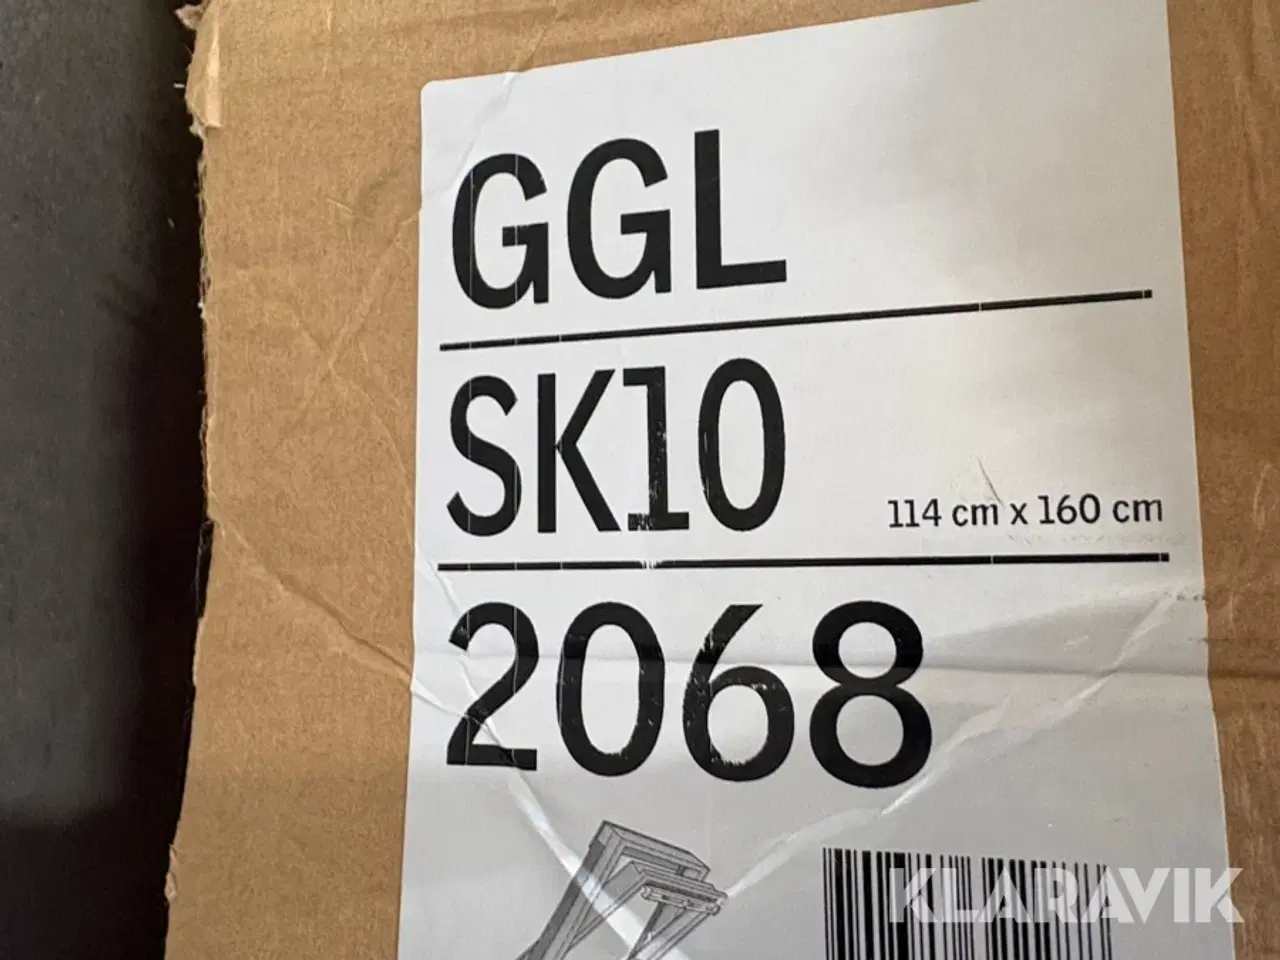 GGL
SK10
114 cm x 160 cm
2068
KLARAVIK